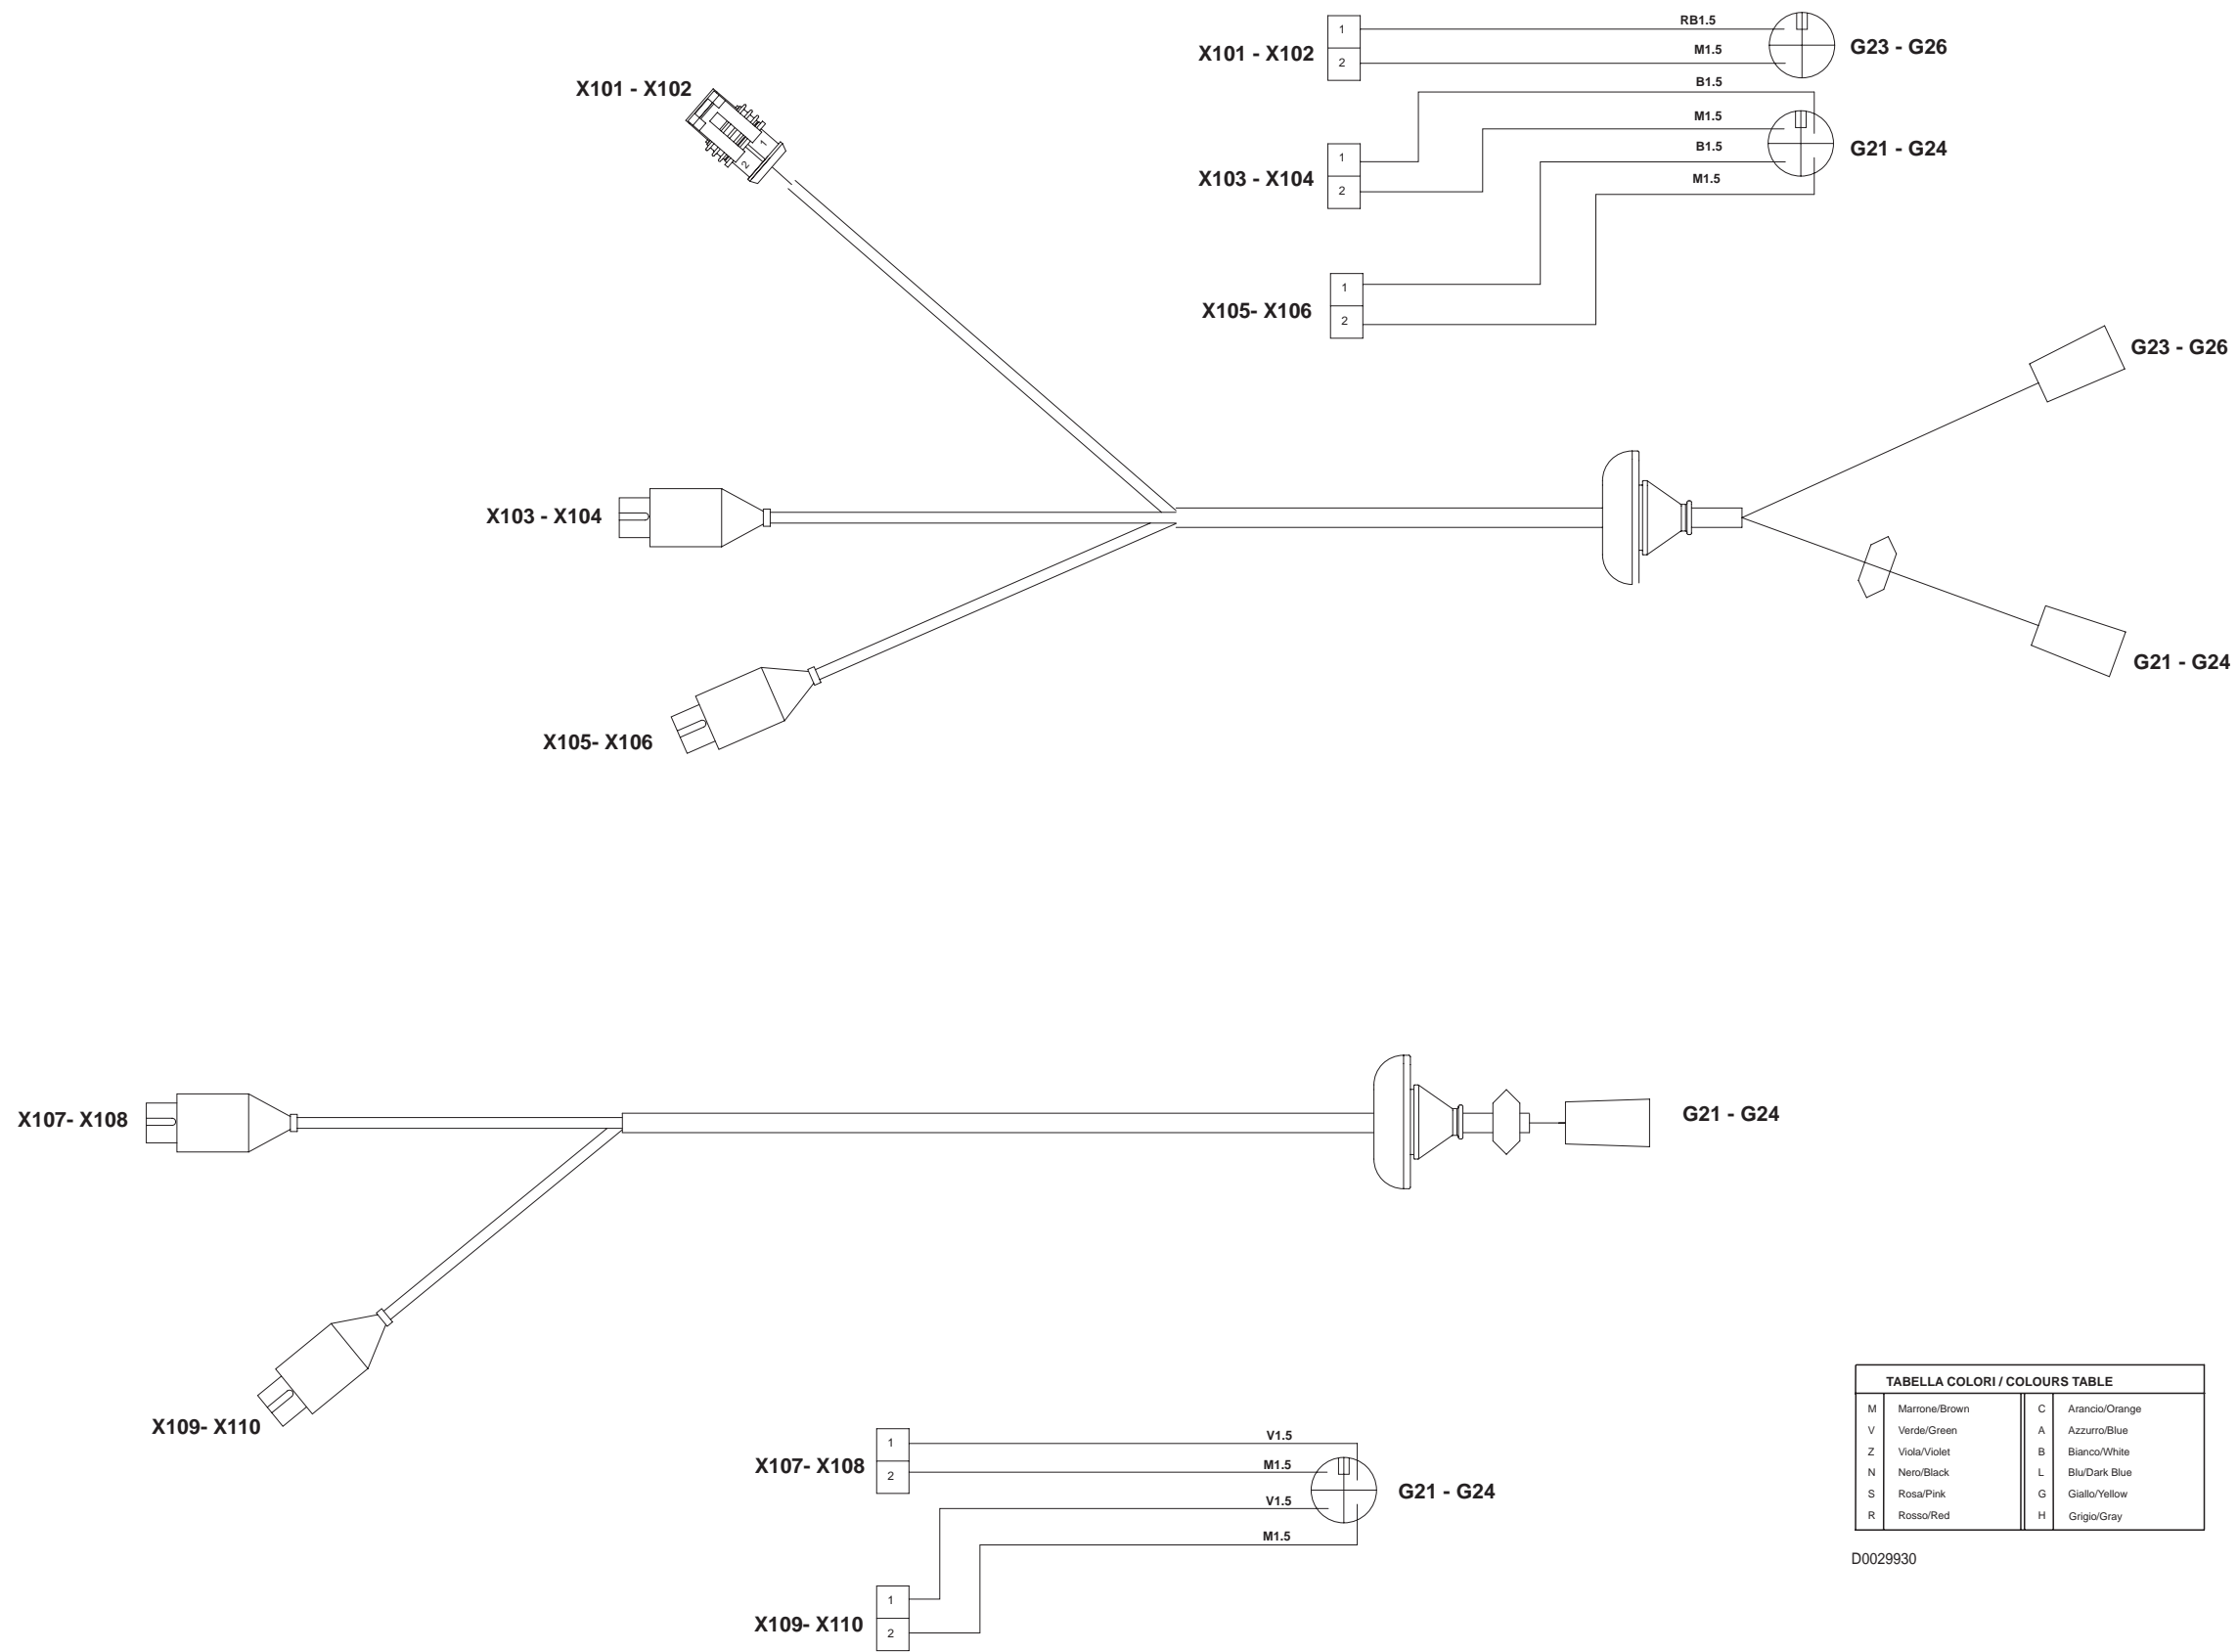 RB1.5
X101 - X102
1
G23 - G26
M1.5
2
B1.5
X101 - X102
M1.5
1
2
B1.5
G21 - G24
X103 - X104
1
2
M1.5
X105- X106
1
2
G23 - G26
X103 - X104
G21 - G24
X105- X106
X107- X108
G21 - G24
X109- X110
V1.5
X107- X108
1
2
M1.5
G21 - G24
V1.5
M1.5
X109- X110
1
2
TABELLA COLORI / COLOURS TABLE
M Marrone/Brown C Arancio/Orange
V Verde/Green A Azzurro/Blue
Z Viola/Violet B Bianco/White
N Nero/Black L Blu/Dark Blue
S Rosa/Pink G Giallo/Yellow
R Rosso/Red H Grigio/Gray
D0029930